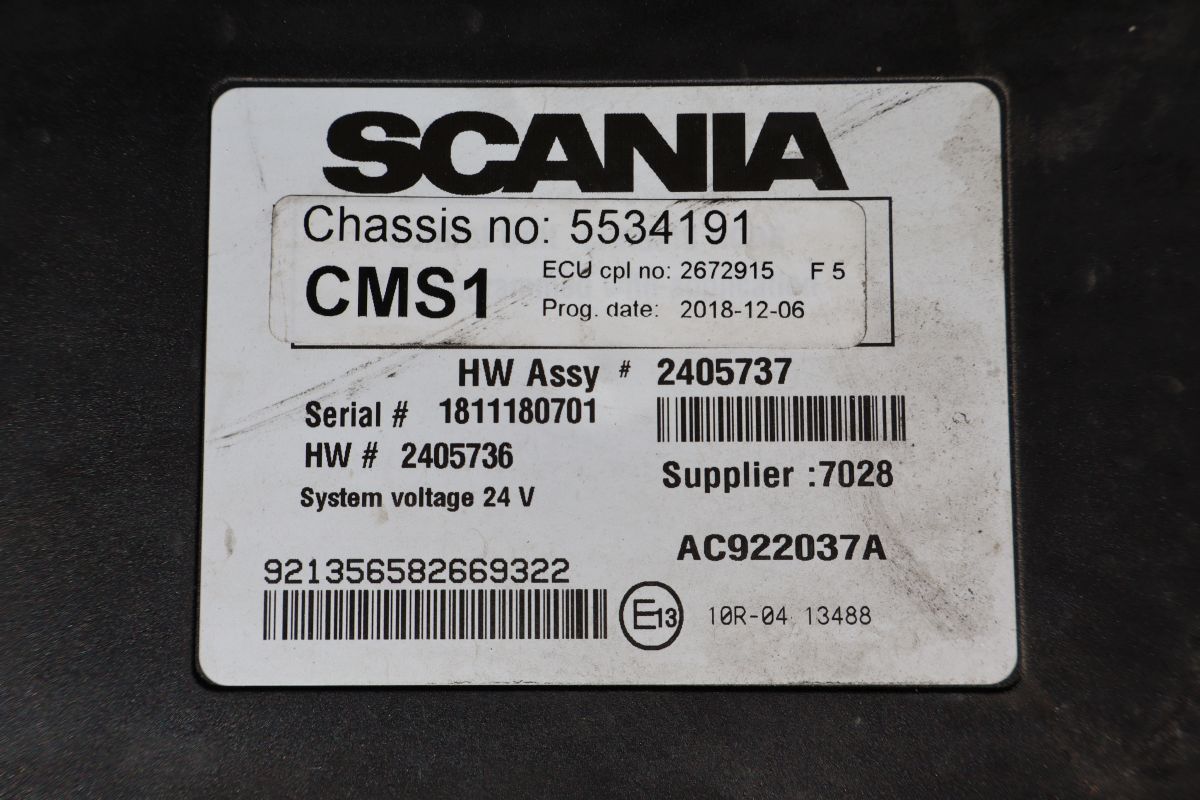 SCANIA
Chassis no: 5534191
CMS1
ECU cpl no: 2672915 F 5
Prog. date: 2018-12-06
HW Assy # 2405737
Serial # 1811180701
HW # 2405736
System voltage 24 V
Supplier :7028
AC922037A
921356582669322
E13 10R-04 13488